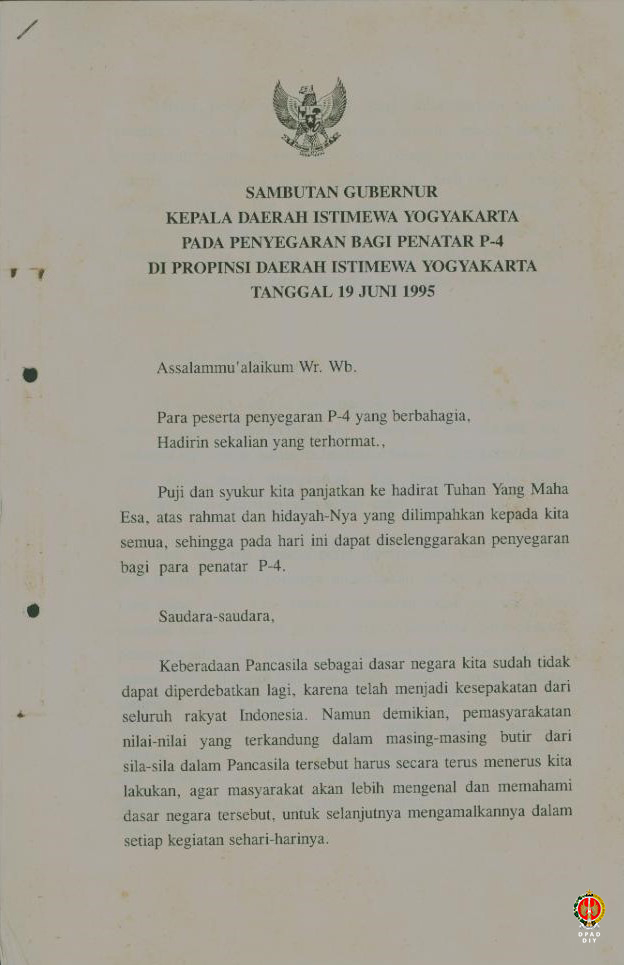 SAMBUTAN GUBERNUR
KEPALA DAERAH ISTIMEWA YOGYAKARTA
PADA PENYEGARAN BAGI PENATAR P-4
DI PROPINSI DAERAH ISTIMEWA YOGYAKARTA
TANGGAL 19 JUNI 1995
Assalammu'alaikum Wr. Wb.
Para peserta penyegaran P-4 yang berbahagia,
Hadirin sekalian yang terhormat.,
Puji dan syukur kita panjatkan ke hadirat Tuhan Yang Maha
Esa, atas rahmat dan hidayah-Nya yang dilimpahkan kepada kita
semua, sehingga pada hari ini dapat diselenggarakan penyegaran
bagi para penatar P-4.
Saudara-saudara,
Keberadaan Pancasila sebagai dasar negara kita sudah tidak
dapat diperdebatkan lagi, karena telah menjadi kesepakatan dari
seluruh rakyat Indonesia. Namun demikian, pemasyarakatan
nilai-nilai yang terkandung dalam masing-masing butir dari
sila-sila dalam Pancasila tersebut harus secara terus menerus kita
lakukan, agar masyarakat akan lebih mengenal dan memahami
dasar negara tersebut, untuk selanjutnya mengamalkannya dalam
setiap kegiatan sehari-harinya.
DPAD
DIY